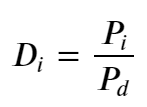 D_i = P_i / P_d